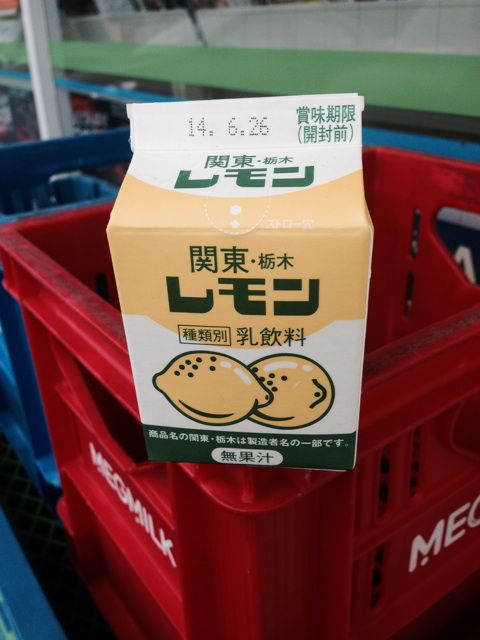 14. 6.26
賞味期限
(開封前)
関東・栃木
レモン
ストロー穴
関東・栃木
レモン
種類別 乳飲料
商品名の関東・栃木は製造者名の一部です。
無果汁
MEGMILK
MEG